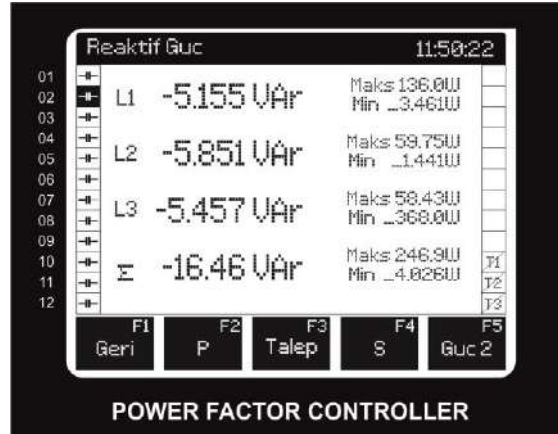 Reaktif Guc 11:50:22
01
02
03
04
05
06
07
08
09
10
11
12
L1 -5.155 VAr Maks 136.0W
Min _3.461W
L2 -5.851 VAr Maks 59.75W
Min _1.441W
L3 -5.457 VAr Maks 58.43W
Min _368.0W
Σ -16.46 VAr Maks 246.9W
Min _4.026W
T1
T2
T3
F1 F2 F3 F4 F5
Geri P Talep S Guc 2
POWER FACTOR CONTROLLER